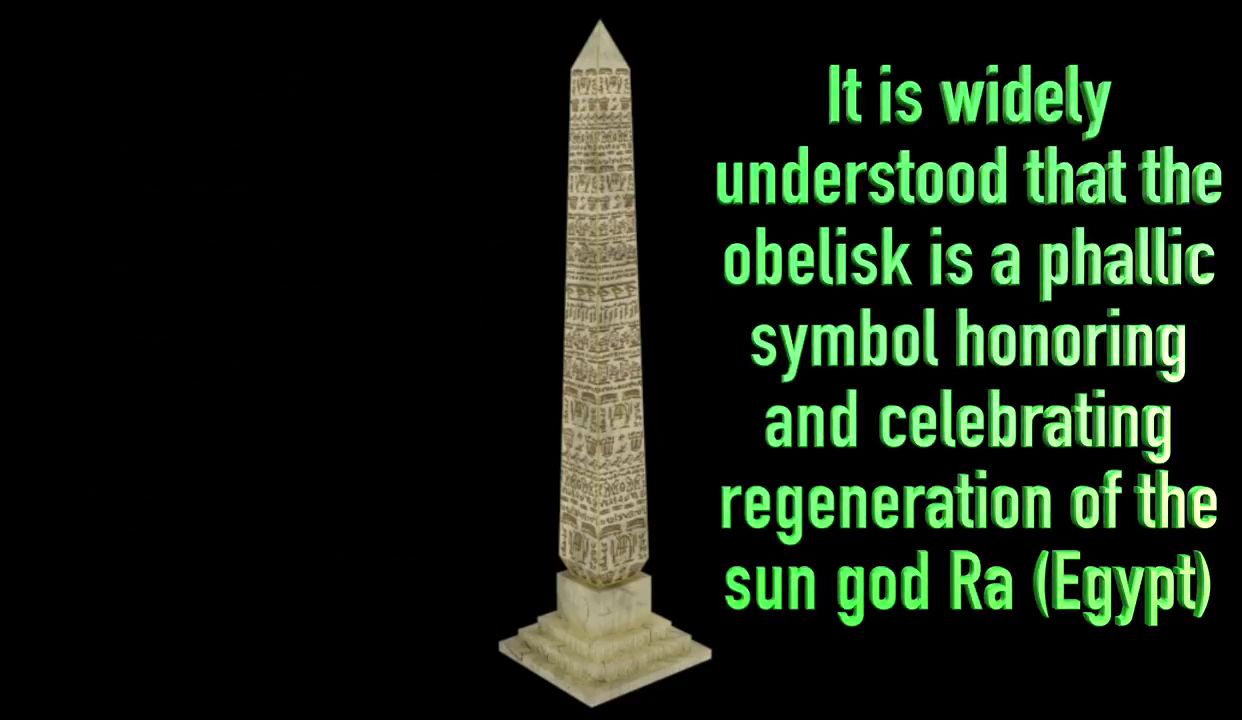 It is widely
understood that the
obelisk is a phallic
symbol honoring
and celebrating
regeneration of the
sun god Ra (Egypt)